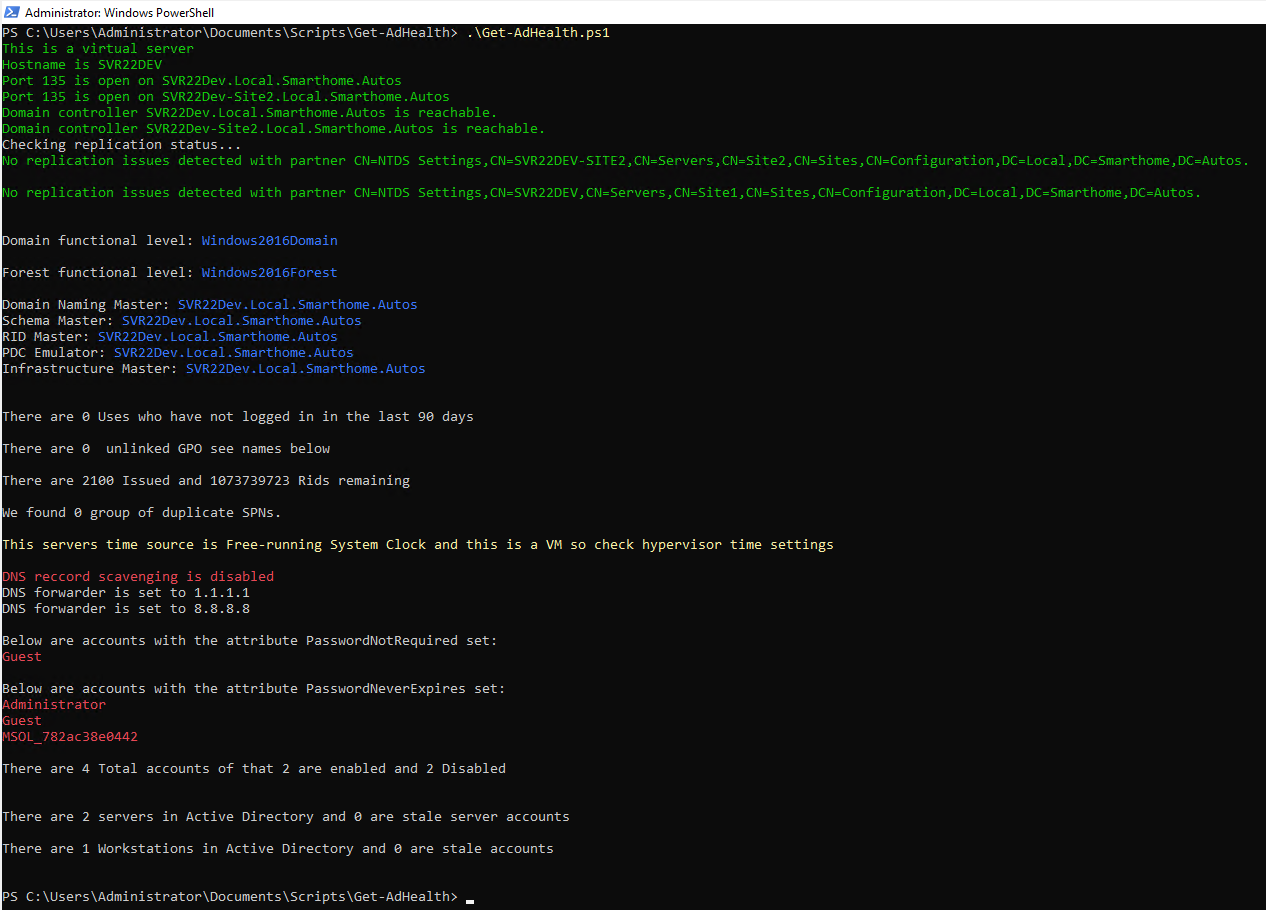 Administrator: Windows PowerShell
PS C:\Users\Administrator\Documents\Scripts\Get-AdHealth> .\Get-AdHealth.ps1
This is a virtual server
Hostname is SVR22DEV
Port 135 is open on SVR22Dev.Local.Smarthome.Autos
Port 135 is open on SVR22Dev-Site2.Local.Smarthome.Autos
Domain controller SVR22Dev.Local.Smarthome.Autos is reachable.
Domain controller SVR22Dev-Site2.Local.Smarthome.Autos is reachable.
Checking replication status...
No replication issues detected with partner CN=NTDS Settings,CN=SVR22DEV-SITE2,CN=Servers,CN=Site2,CN=Sites,CN=Configuration,DC=Local,DC=Smarthome,DC=Autos.
No replication issues detected with partner CN=NTDS Settings,CN=SVR22DEV,CN=Servers,CN=Site1,CN=Sites,CN=Configuration,DC=Local,DC=Smarthome,DC=Autos.
Domain functional level: Windows2016Domain
Forest functional level: Windows2016Forest
Domain Naming Master: SVR22Dev.Local.Smarthome.Autos
Schema Master: SVR22Dev.Local.Smarthome.Autos
RID Master: SVR22Dev.Local.Smarthome.Autos
PDC Emulator: SVR22Dev.Local.Smarthome.Autos
Infrastructure Master: SVR22Dev.Local.Smarthome.Autos
There are 0 Uses who have not logged in in the last 90 days
There are 0  unlinked GPO see names below
There are 2100 Issued and 1073739723 Rids remaining
We found 0 group of duplicate SPNs.
This servers time source is Free-running System Clock and this is a VM so check hypervisor time settings
DNS reccord scavenging is disabled
DNS forwarder is set to 1.1.1.1
DNS forwarder is set to 8.8.8.8
Below are accounts with the attribute PasswordNotRequired set:
Guest
Below are accounts with the attribute PasswordNeverExpires set:
Administrator
Guest
MSOL_782ac38e0442
There are 4 Total accounts of that 2 are enabled and 2 Disabled
There are 2 servers in Active Directory and 0 are stale server accounts
There are 1 Workstations in Active Directory and 0 are stale accounts
PS C:\Users\Administrator\Documents\Scripts\Get-AdHealth>